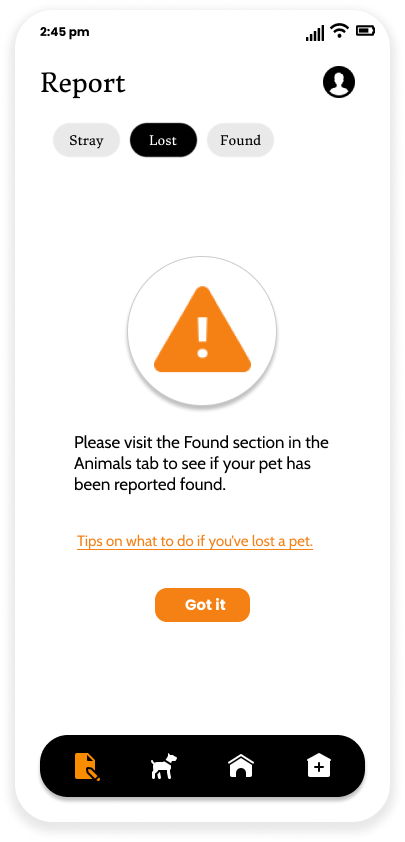 2:45 pm
Report
Stray Lost Found
!
Please visit the Found section in the
Animals tab to see if your pet has
been reported found.
Tips on what to do if you've lost a pet.
Got it